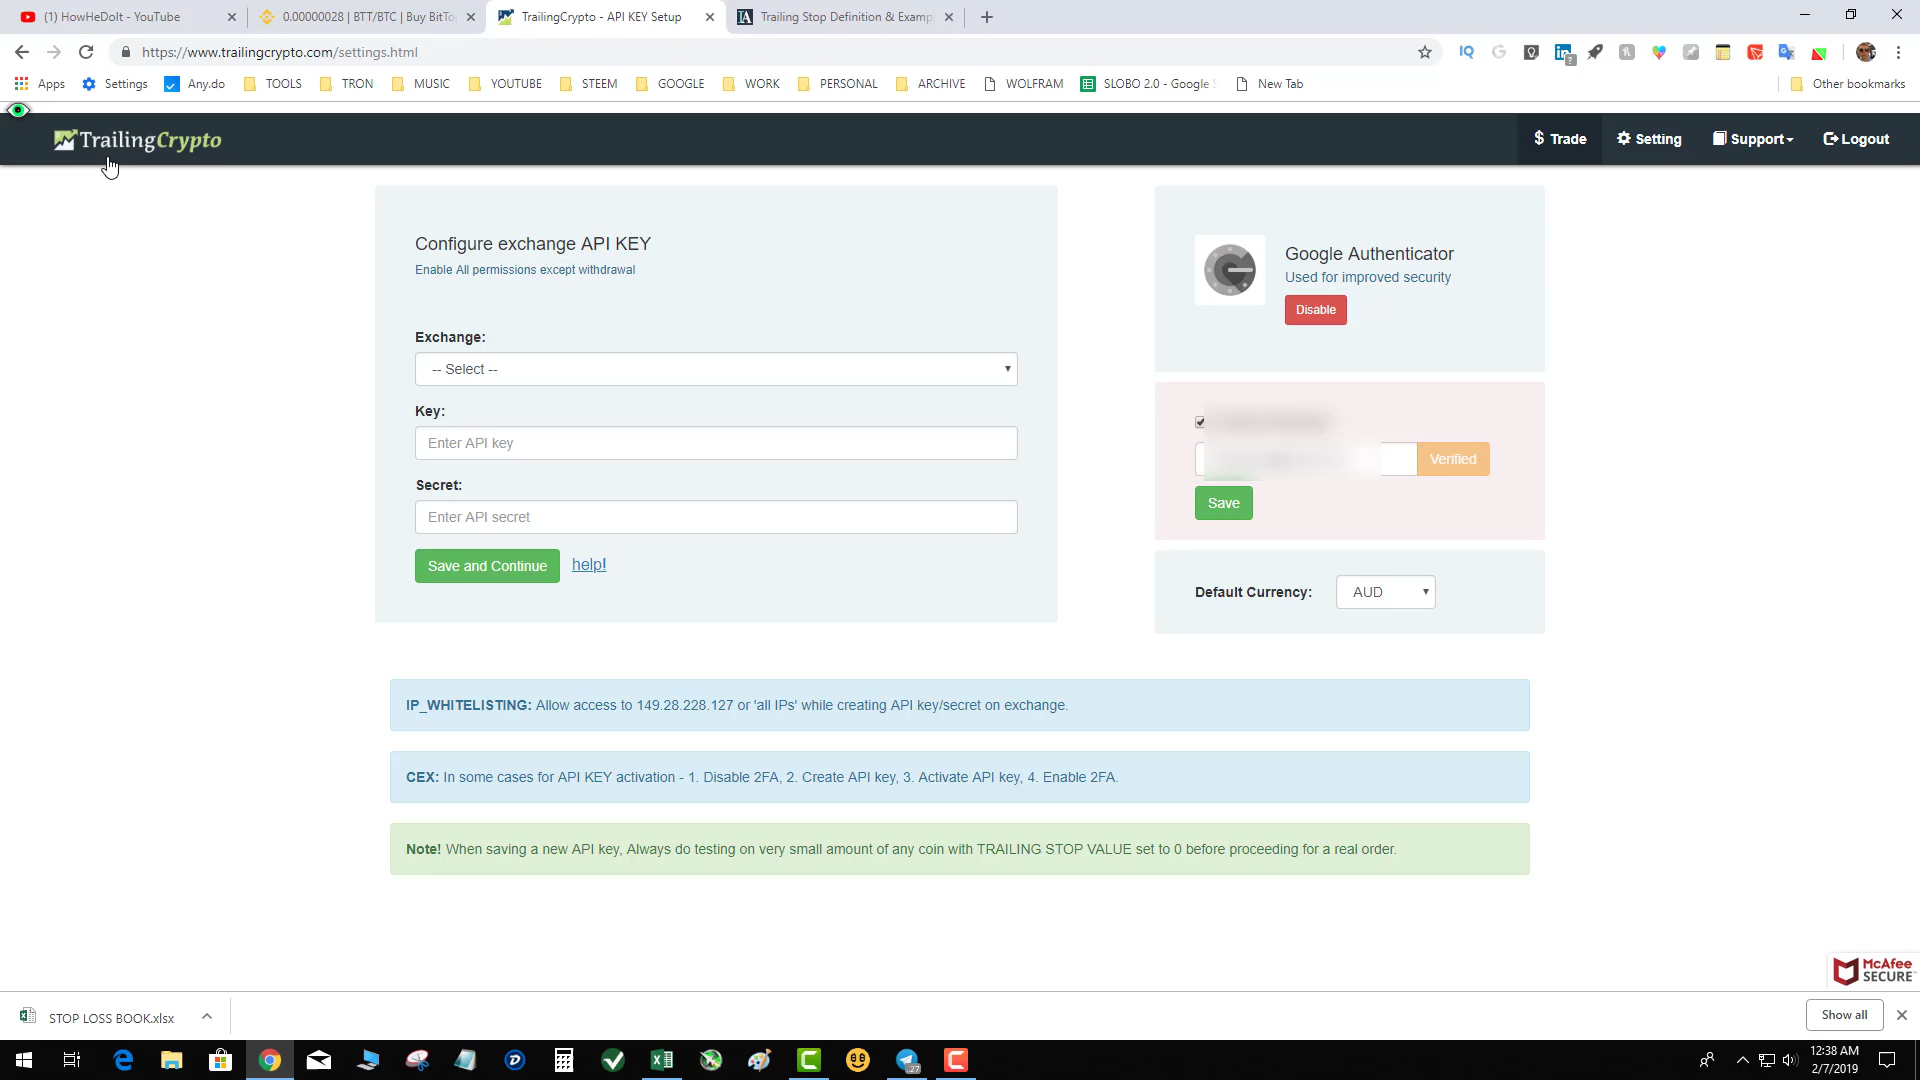 (1) HowHeDoIt - YouTube
0.00000028 | BTT/BTC | Buy BitTo
TrailingCrypto - API KEY Setup
Trailing Stop Definition & Examp
https://www.trailingcrypto.com/settings.html
Apps
Settings
Any.do
TOOLS
TRON
MUSIC
YOUTUBE
STEEM
GOOGLE
WORK
PERSONAL
ARCHIVE
WOLFRAM
SLOBO 2.0 - Google S
New Tab
Other bookmarks
TrailingCrypto
$ Trade
Setting
Support
Logout
Configure exchange API KEY
Enable All permissions except withdrawal
Exchange:
-- Select --
Key:
Enter API key
Secret:
Enter API secret
Save and Continue
help!
Google Authenticator
Used for improved security
Disable
Verified
Save
Default Currency:
AUD
IP_WHITELISTING: Allow access to 149.28.228.127 or 'all IPs' while creating API key/secret on exchange.
CEX: In some cases for API KEY activation - 1. Disable 2FA, 2. Create API key, 3. Activate API key, 4. Enable 2FA.
Note! When saving a new API key, Always do testing on very small amount of any coin with TRAILING STOP VALUE set to 0 before proceeding for a real order.
McAfee
SECURE
STOP LOSS BOOK.xlsx
Show all
27
12:38 AM
2/7/2019